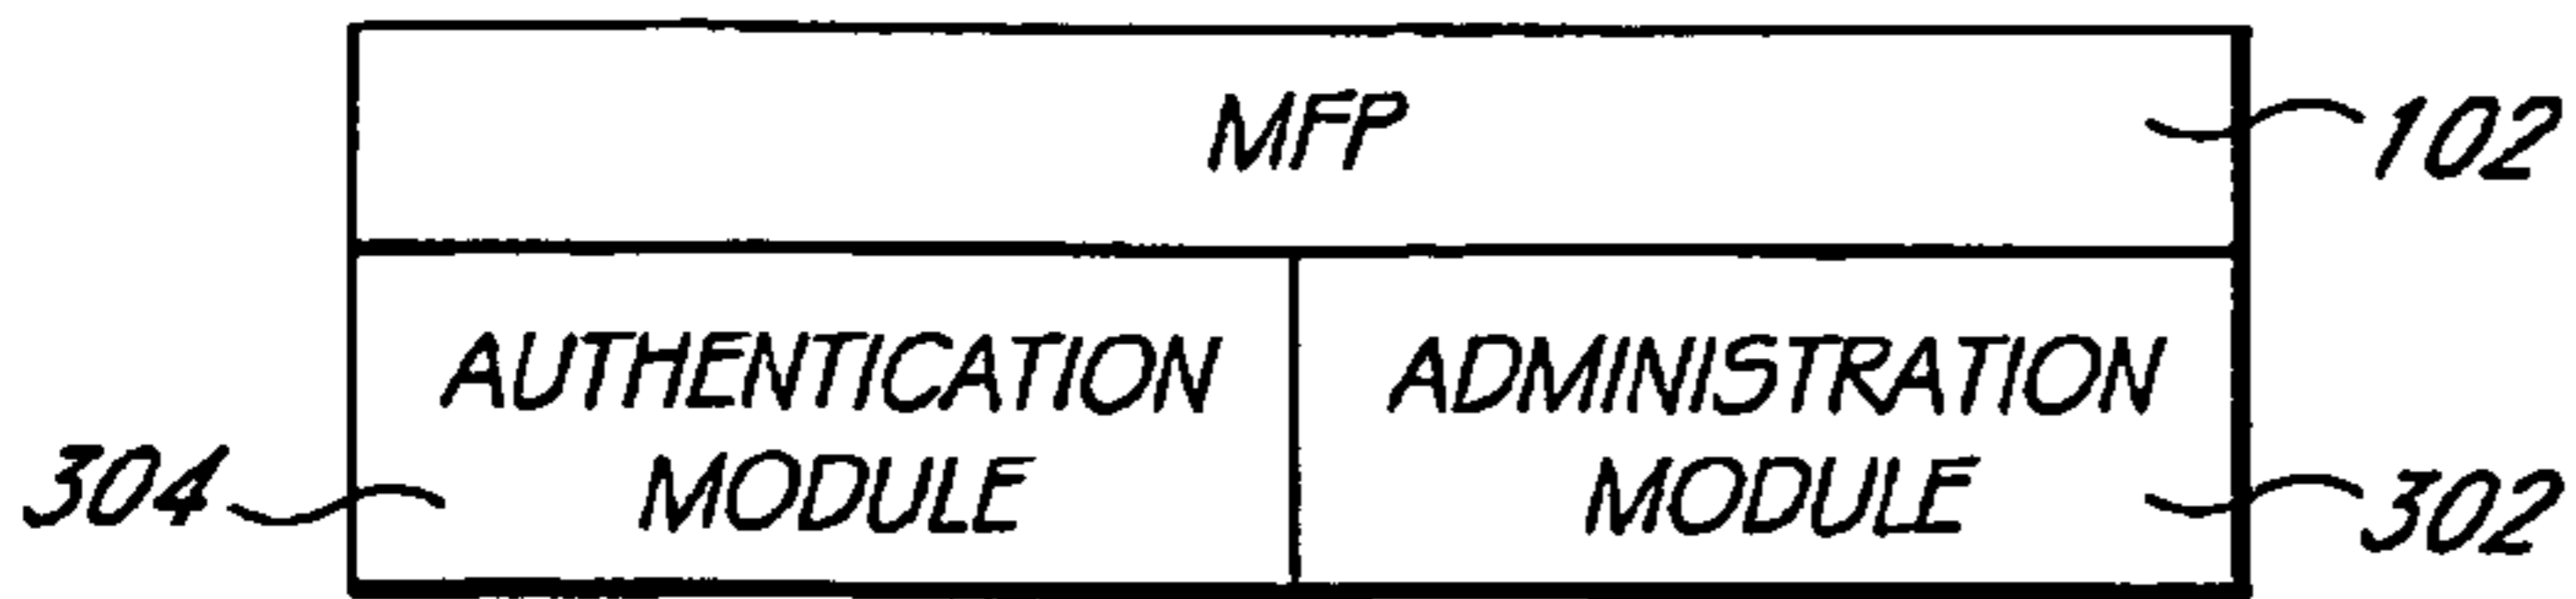 MFP
102
AUTHENTICATION
MODULE
304
ADMINISTRATION
MODULE
302